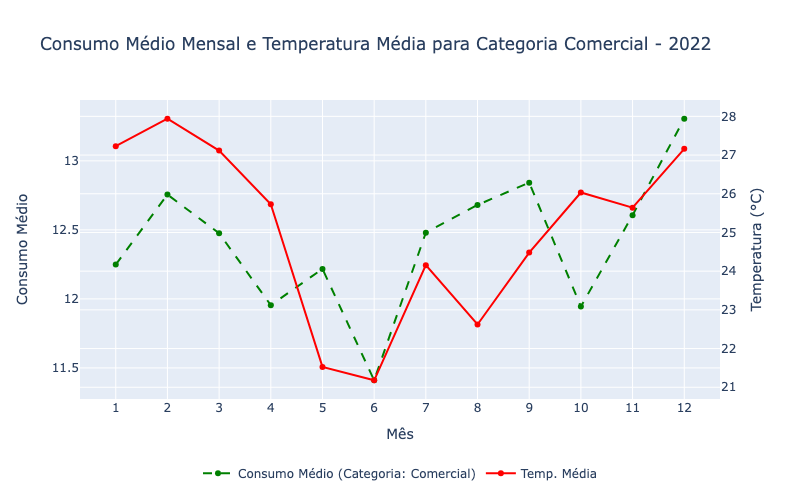 Consumo Médio Mensal e Temperatura Média para Categoria Comercial - 2022
Consumo Médio
13
12.5
12
11.5
28
27
26
25
24
23
22
21
Temperatura (°C)
1 2 3 4 5 6 7 8 9 10 11 12
Mês
Consumo Médio (Categoria: Comercial) Temp. Média